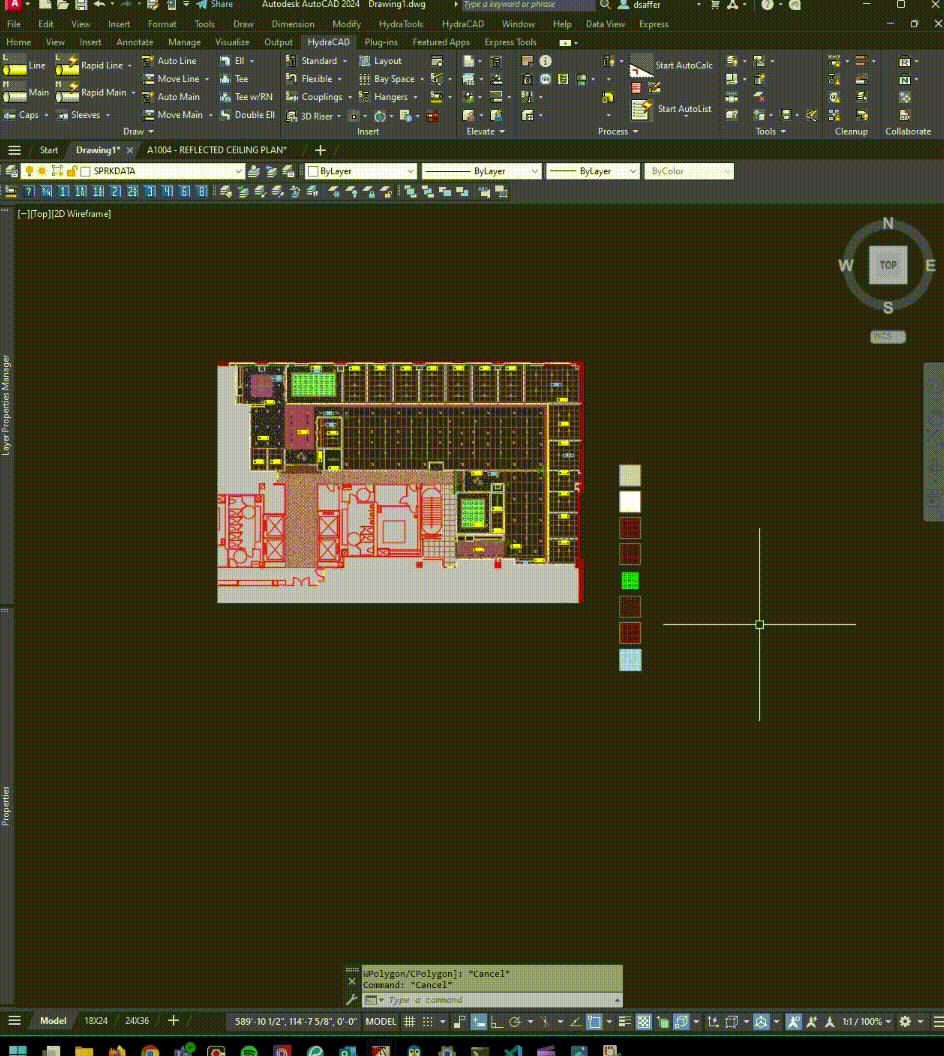 A Share Autodesk AutoCAD 2024 Drawing1.dwg Type a keyword or phrase dsaffer
File Edit View Insert Format Tools Draw Dimension Modify HydraTools HydraCAD Window Help Data View Express
Home View Insert Annotate Manage Visualize Output HydraCAD Plug-ins Featured Apps Express Tools
Line Rapid Line Auto Line Ell Standard Layout Start AutoCalc
Move Line Tee Flexible Bay Space
Main Rapid Main Auto Main Tee w/RN Couplings Hangers Start AutoList
Caps Sleeves Move Main Double Ell 3D Riser
Draw Insert Elevate Process Tools Cleanup Collaborate
Start Drawing1* A1004 - REFLECTED CEILING PLAN*
SPRKDATA ByLayer ByLayer ByLayer ByColor
[−][Top][2D Wireframe]
N
W TOP E
S
WCS
Layer Properties Manager
Properties
WPolygon/CPolygon]: *Cancel*
Command: *Cancel*
Type a command
Model 18X24 24X36 589'-10 1/2", 114'-7 5/8", 0'-0" MODEL 1:1 / 100%